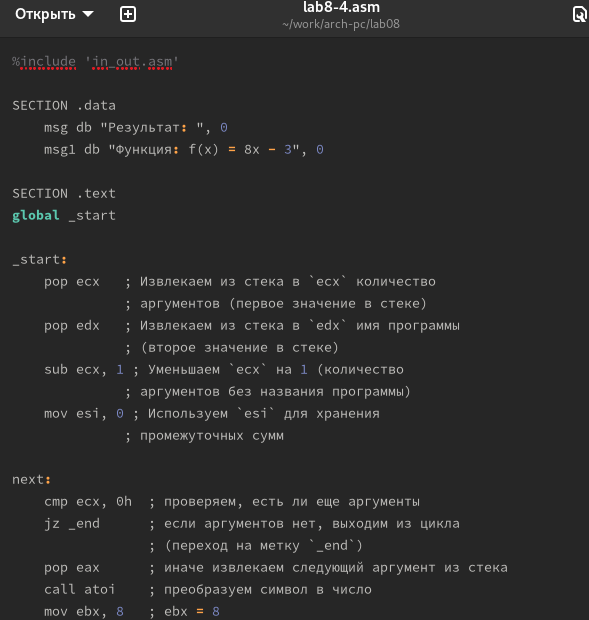 Открыть
lab8-4.asm
~/work/arch-pc/lab08
%include 'in_out.asm'
SECTION .data
msg db "Результат: ", 0
msg1 db "Функция: f(x) = 8x - 3", 0
SECTION .text
global _start
_start:
pop ecx ; Извлекаем из стека в `ecx` количество
; аргументов (первое значение в стеке)
pop edx ; Извлекаем из стека в `edx` имя программы
; (второе значение в стеке)
sub ecx, 1 ; Уменьшаем `ecx` на 1 (количество
; аргументов без названия программы)
mov esi, 0 ; Используем `esi` для хранения
; промежуточных сумм
next:
cmp ecx, 0h ; проверяем, есть ли еще аргументы
jz _end ; если аргументов нет, выходим из цикла
; (переход на метку `_end`)
pop eax ; иначе извлекаем следующий аргумент из стека
call atoi ; преобразуем символ в число
mov ebx, 8 ; ebx = 8